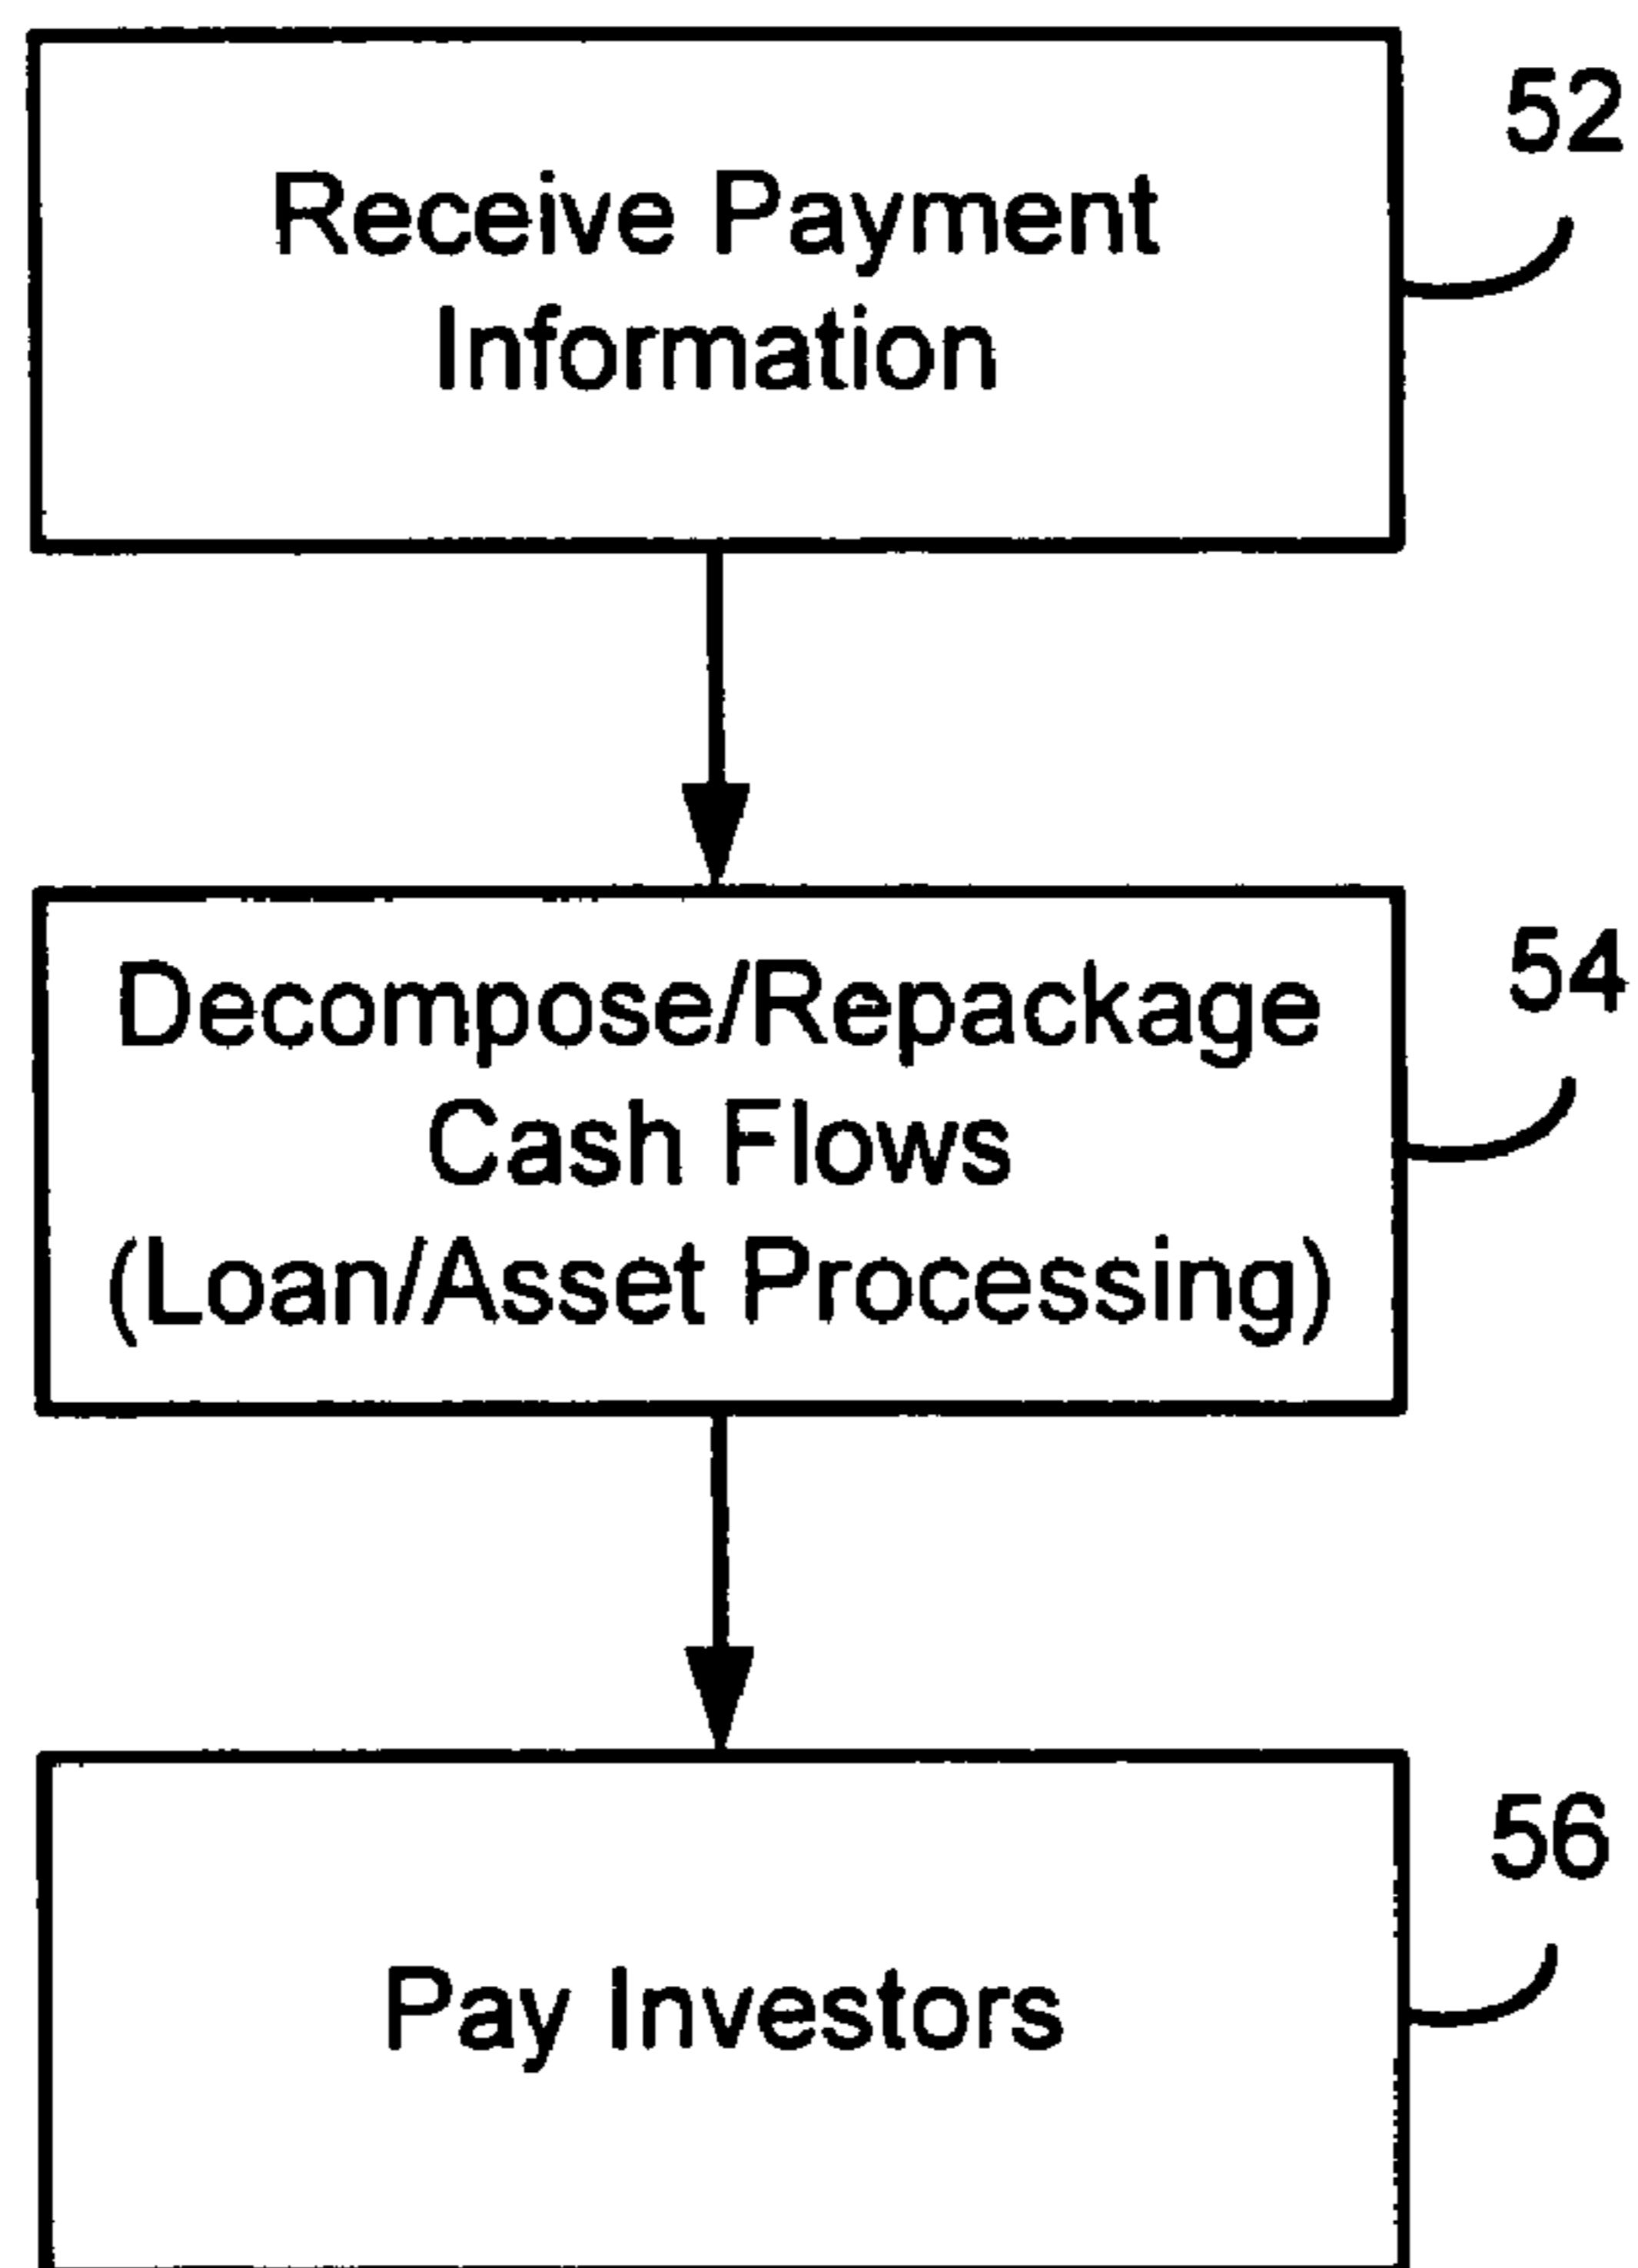 52
Receive Payment
Information
54
Decompose/Repackage
Cash Flows
(Loan/Asset Processing)
56
Pay Investors